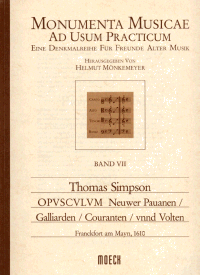 MONUMENTA MUSICAE
AD USUM PRACTICUM
EINE DENKMALREIHE FÜR FREUNDE ALTER MUSIK
HERAUSGEGEBEN VON
HELMUT MÖNKEMEYER
BAND VII
Thomas Simpson
OPVSCVLVM Neuwer Pauanen /
Galliarden / Couranten / vnnd Volten
Franckfort am Mayn, 1610
MOECK